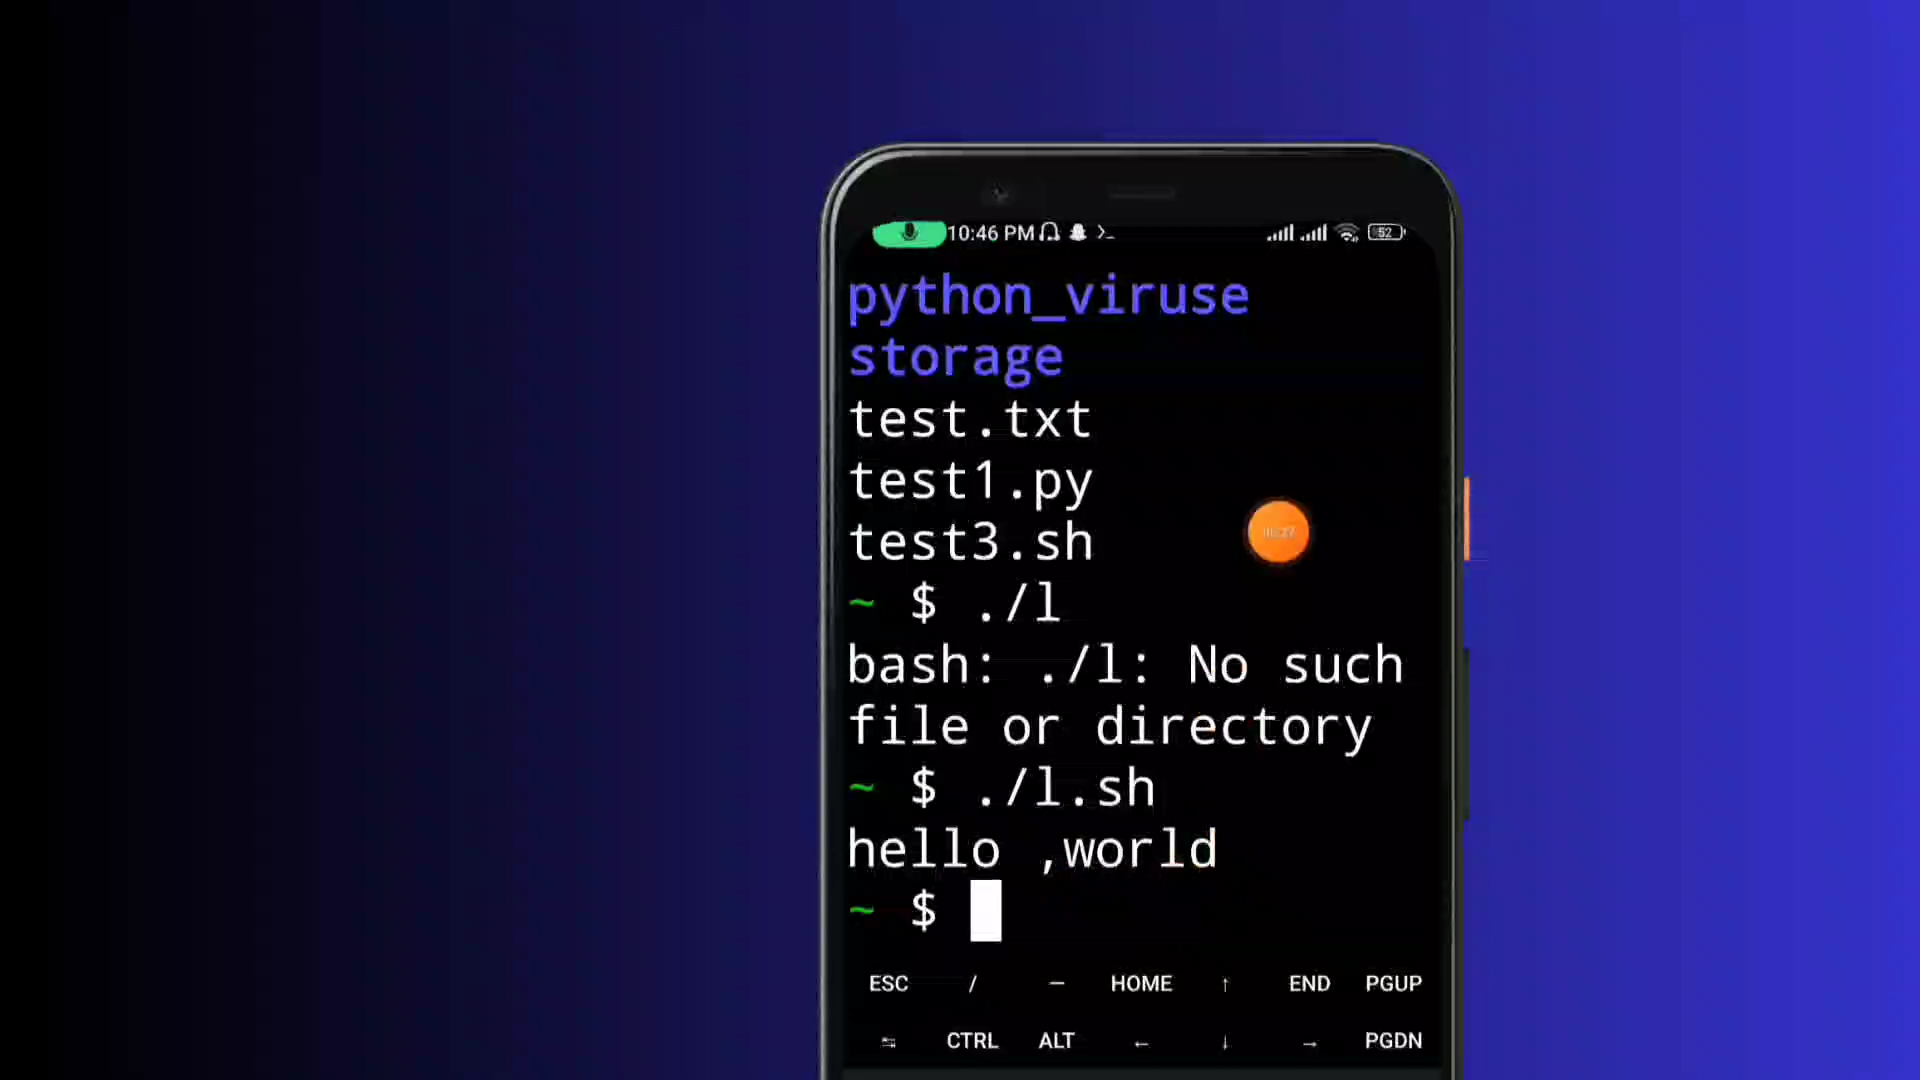 10:46 PM 52
python_viruse
storage
test.txt
test1.py
test3.sh
~ $ ./l
bash: ./l: No such
file or directory
~ $ ./l.sh
hello ,world
~ $
ESC / — HOME ↑ END PGUP
CTRL ALT ← ↓ → PGDN